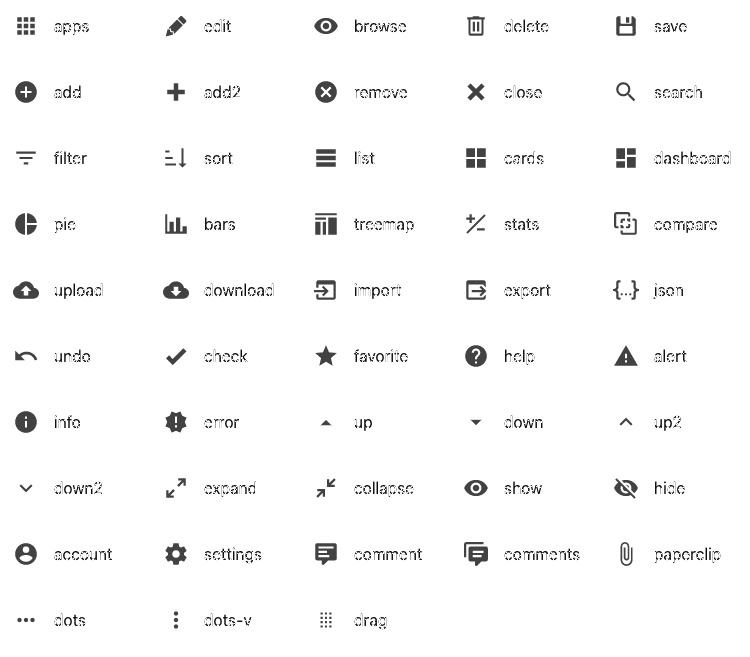 apps edit browse delete save
add add2 remove close search
filter sort list cards dashboard
pie bars treemap stats compare
upload download import export json
undo check favorite help alert
info error up down up2
down2 expand collapse show hide
account settings comment comments paperclip
dots dots-v drag